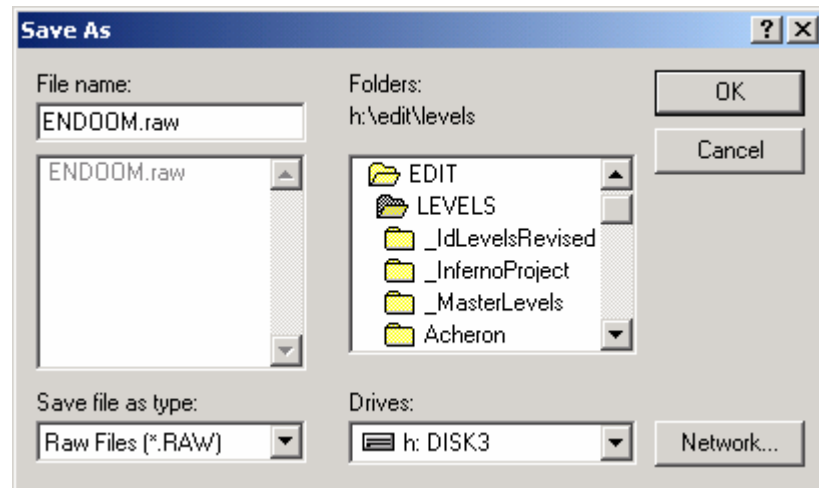 Save As
File name:
ENDOOM.raw
ENDOOM.raw
Save file as type:
Raw Files (*.RAW)
Folders:
h:\edit\levels
EDIT
LEVELS
_IdLevelsRevised
_InfernoProject
_MasterLevels
Acheron
Drives:
h: DISK3
OK
Cancel
Network...